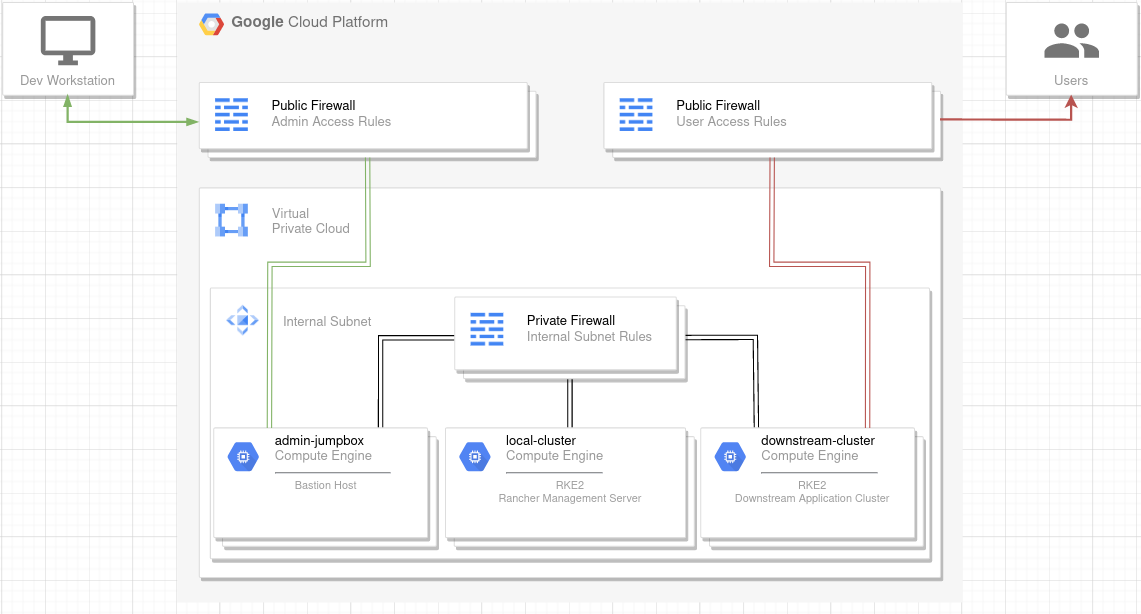 Google Cloud Platform
Dev Workstation
Users
Public Firewall
Admin Access Rules
Public Firewall
User Access Rules
Virtual
Private Cloud
Internal Subnet
Private Firewall
Internal Subnet Rules
admin-jumpbox
Compute Engine
Bastion Host
local-cluster
Compute Engine
RKE2
Rancher Management Server
downstream-cluster
Compute Engine
RKE2
Downstream Application Cluster